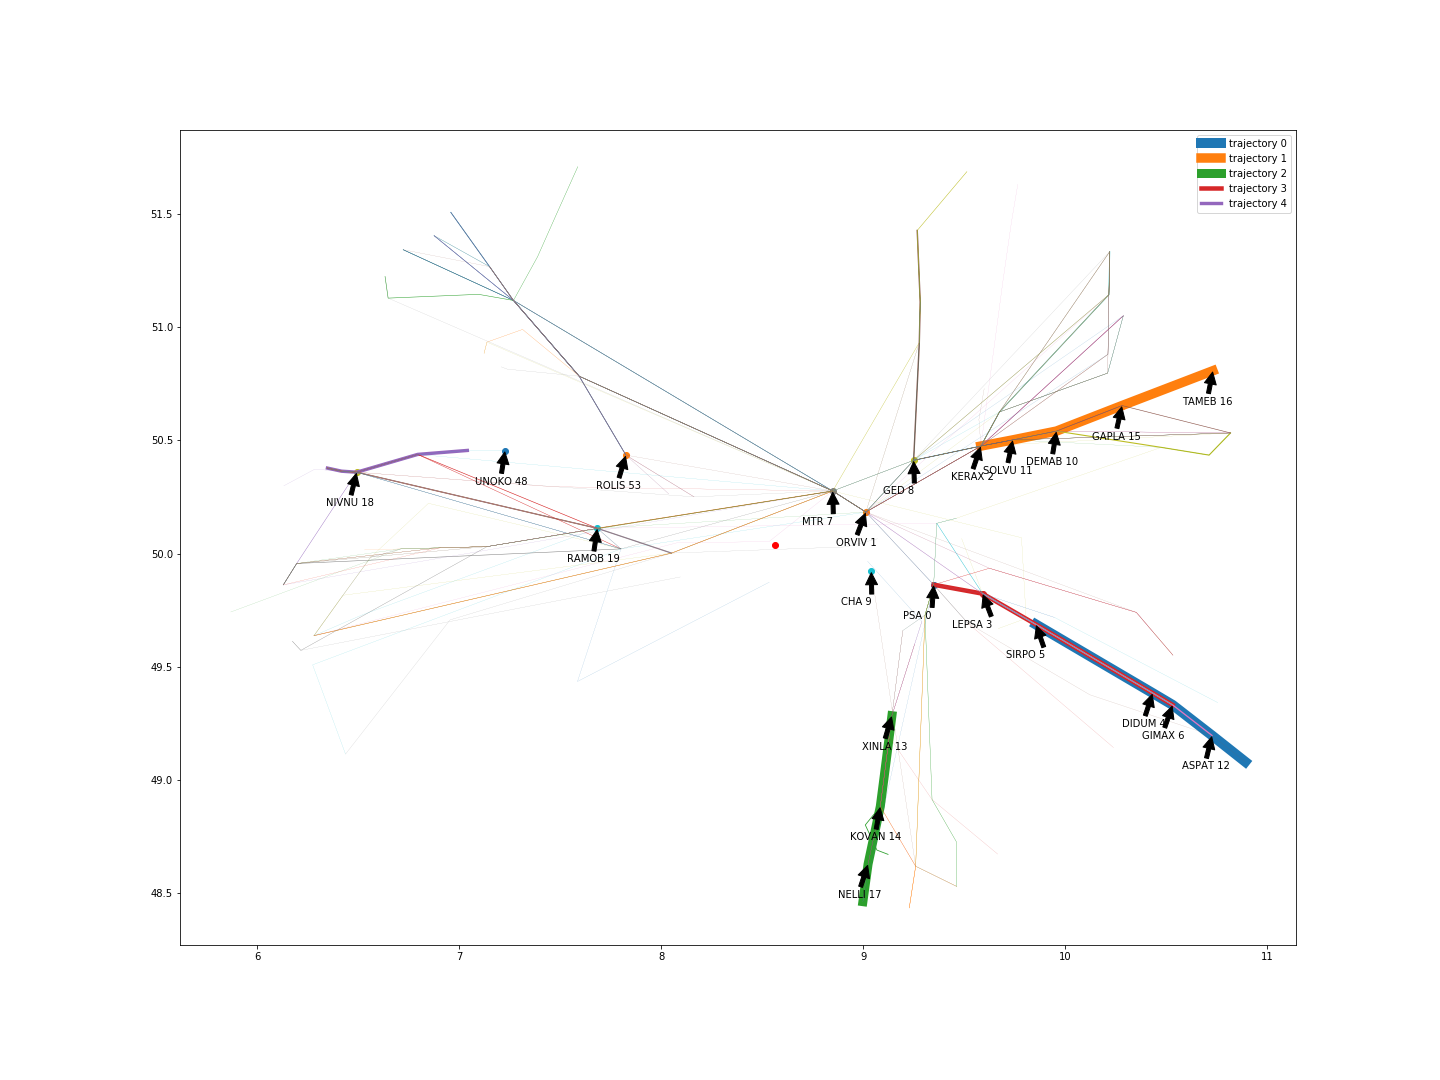 trajectory 0
trajectory 1
trajectory 2
trajectory 3
trajectory 4
51.5
51.0
50.5
50.0
49.5
49.0
48.5
TAMEB 16
GAPLA 15
DEMAB 10
SOLVU 11
KERAX 2
GED 8
UNOKO 48
ROLIS 53
NIVNU 18
MTR 7
ORVIV 1
RAMOB 19
CHA 9
PSA 0
LEPSA 3
SIRPO 5
DIDUM 4
GIMAX 6
XINLA 13
ASPAT 12
KOVAN 14
NELLI 17
6 7 8 9 10 11